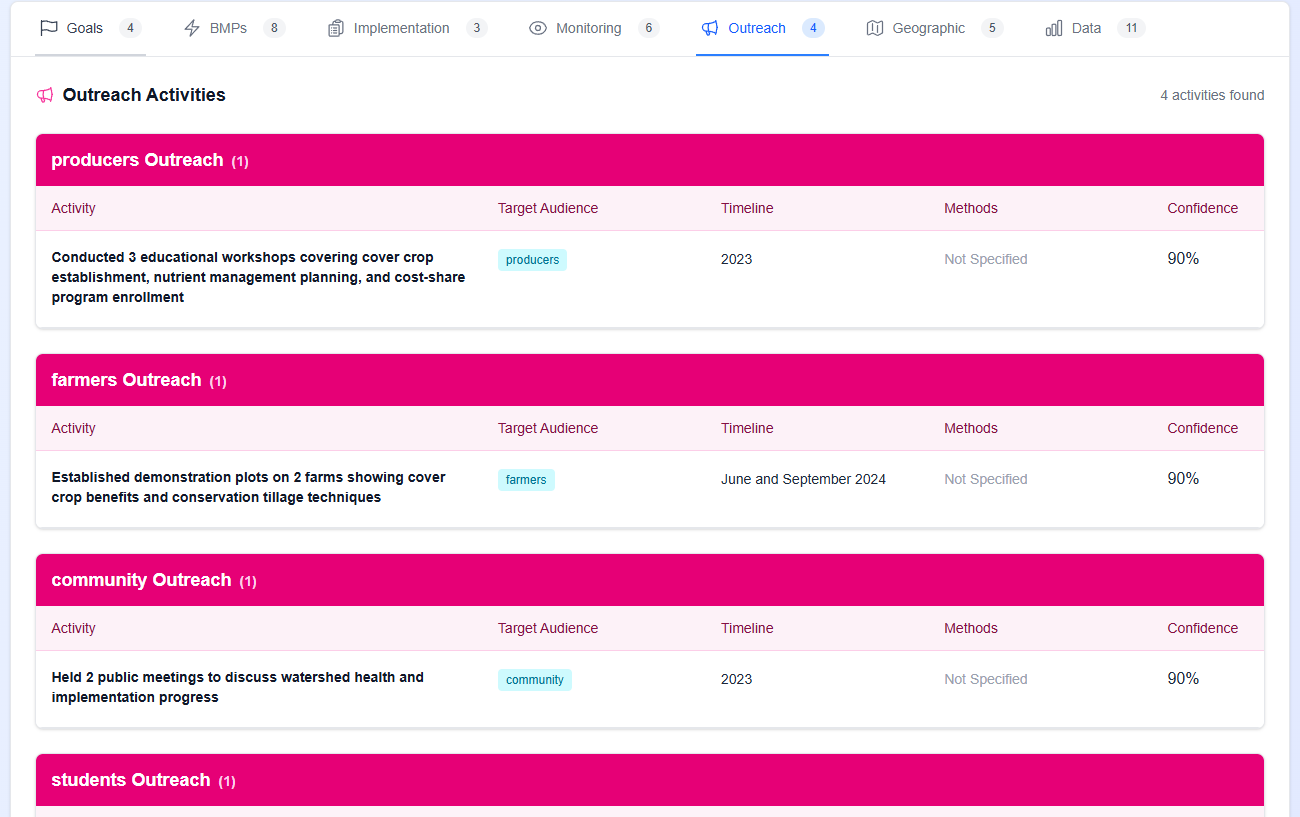 Goals 4 BMPs 8 Implementation 3 Monitoring 6 Outreach 4 Geographic 5 Data 11
Outreach Activities 4 activities found
producers Outreach (1)
Activity Target Audience Timeline Methods Confidence
Conducted 3 educational workshops covering cover crop
establishment, nutrient management planning, and cost-share
program enrollment
producers 2023 Not Specified 90%
farmers Outreach (1)
Activity Target Audience Timeline Methods Confidence
Established demonstration plots on 2 farms showing cover
crop benefits and conservation tillage techniques
farmers June and September 2024 Not Specified 90%
community Outreach (1)
Activity Target Audience Timeline Methods Confidence
Held 2 public meetings to discuss watershed health and
implementation progress
community 2023 Not Specified 90%
students Outreach (1)